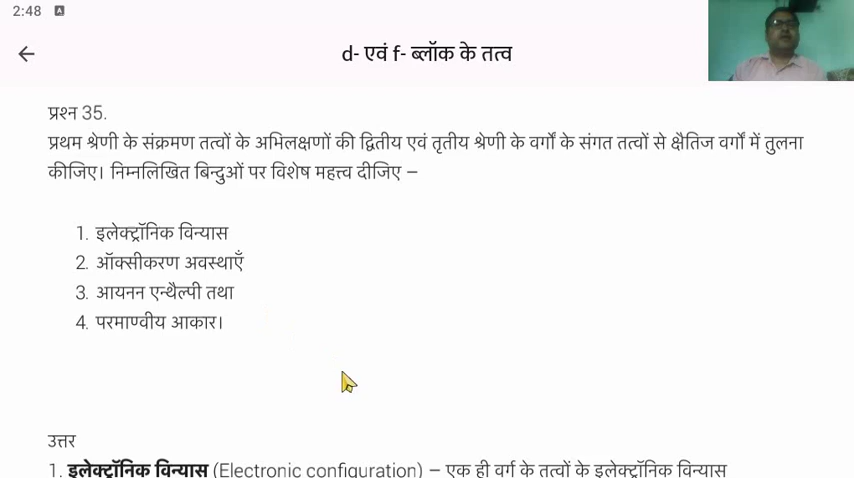 2:48 A
d- एवं f- ब्लॉक के तत्व
प्रश्न 35.
प्रथम श्रेणी के संक्रमण तत्वों के अभिलक्षणों की द्वितीय एवं तृतीय श्रेणी के वर्गों के संगत तत्वों से क्षैतिज वर्गों में तुलना
कीजिए। निम्नलिखित बिन्दुओं पर विशेष महत्त्व दीजिए –
1. इलेक्ट्रॉनिक विन्यास
2. ऑक्सीकरण अवस्थाएँ
3. आयनन एन्थैल्पी तथा
4. परमाण्वीय आकार।
उत्तर
1. इलेक्ट्रॉनिक विन्यास (Electronic configuration) – एक ही वर्ग के तत्वों के इलेक्ट्रॉनिक विन्यास